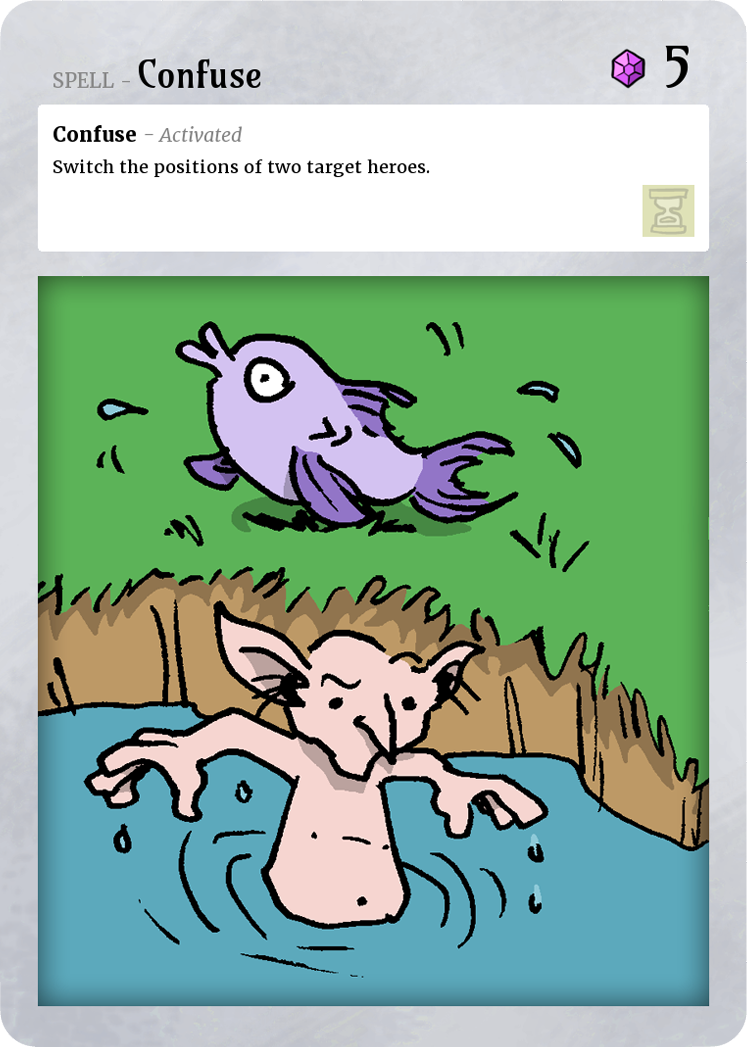 SPELL - Confuse 5
Confuse - Activated
Switch the positions of two target heroes.